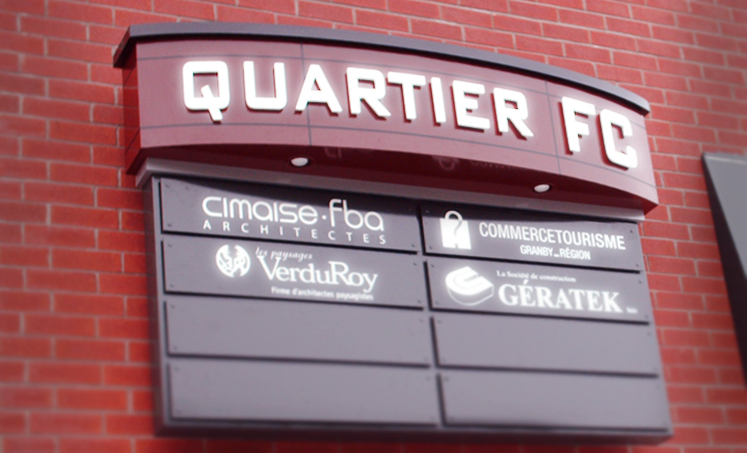 QUARTIER FC
cimaise·fba
ARCHITECTES
COMMERCETOURISME
GRANBY RÉGION
les paysages
VerduRoy
Firme d'architectes paysagistes
La Société de construction
GÉRATEK